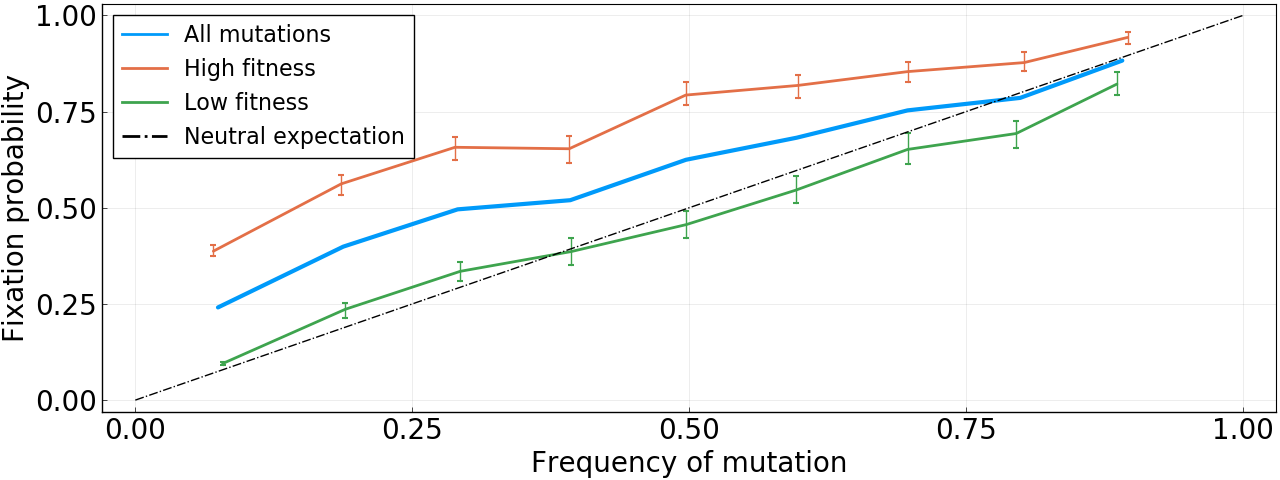 1.00
0.75
0.50
0.25
0.00
Fixation probability
All mutations
High fitness
Low fitness
Neutral expectation
0.00 0.25 0.50 0.75 1.00
Frequency of mutation